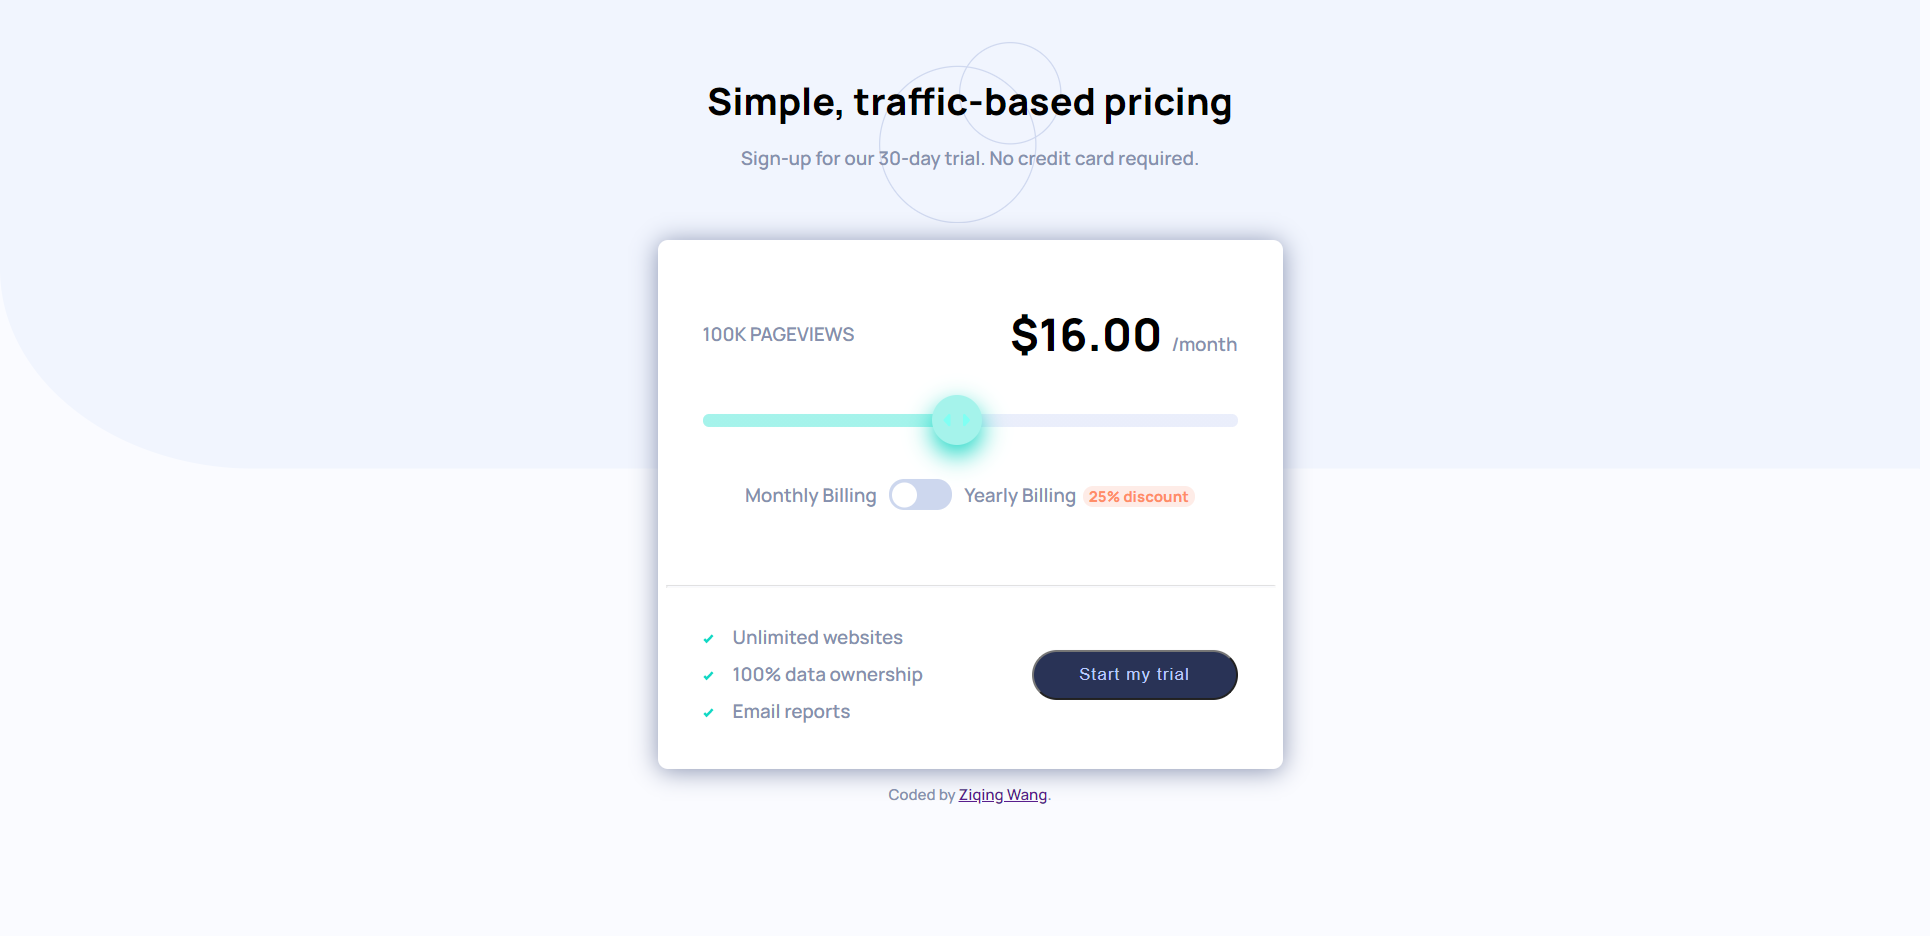 Simple, traffic-based pricing
Sign-up for our 30-day trial. No credit card required.
100K PAGEVIEWS
$16.00 /month
Monthly Billing Yearly Billing 25% discount
Unlimited websites
100% data ownership
Email reports
Start my trial
Coded by Ziqing Wang.